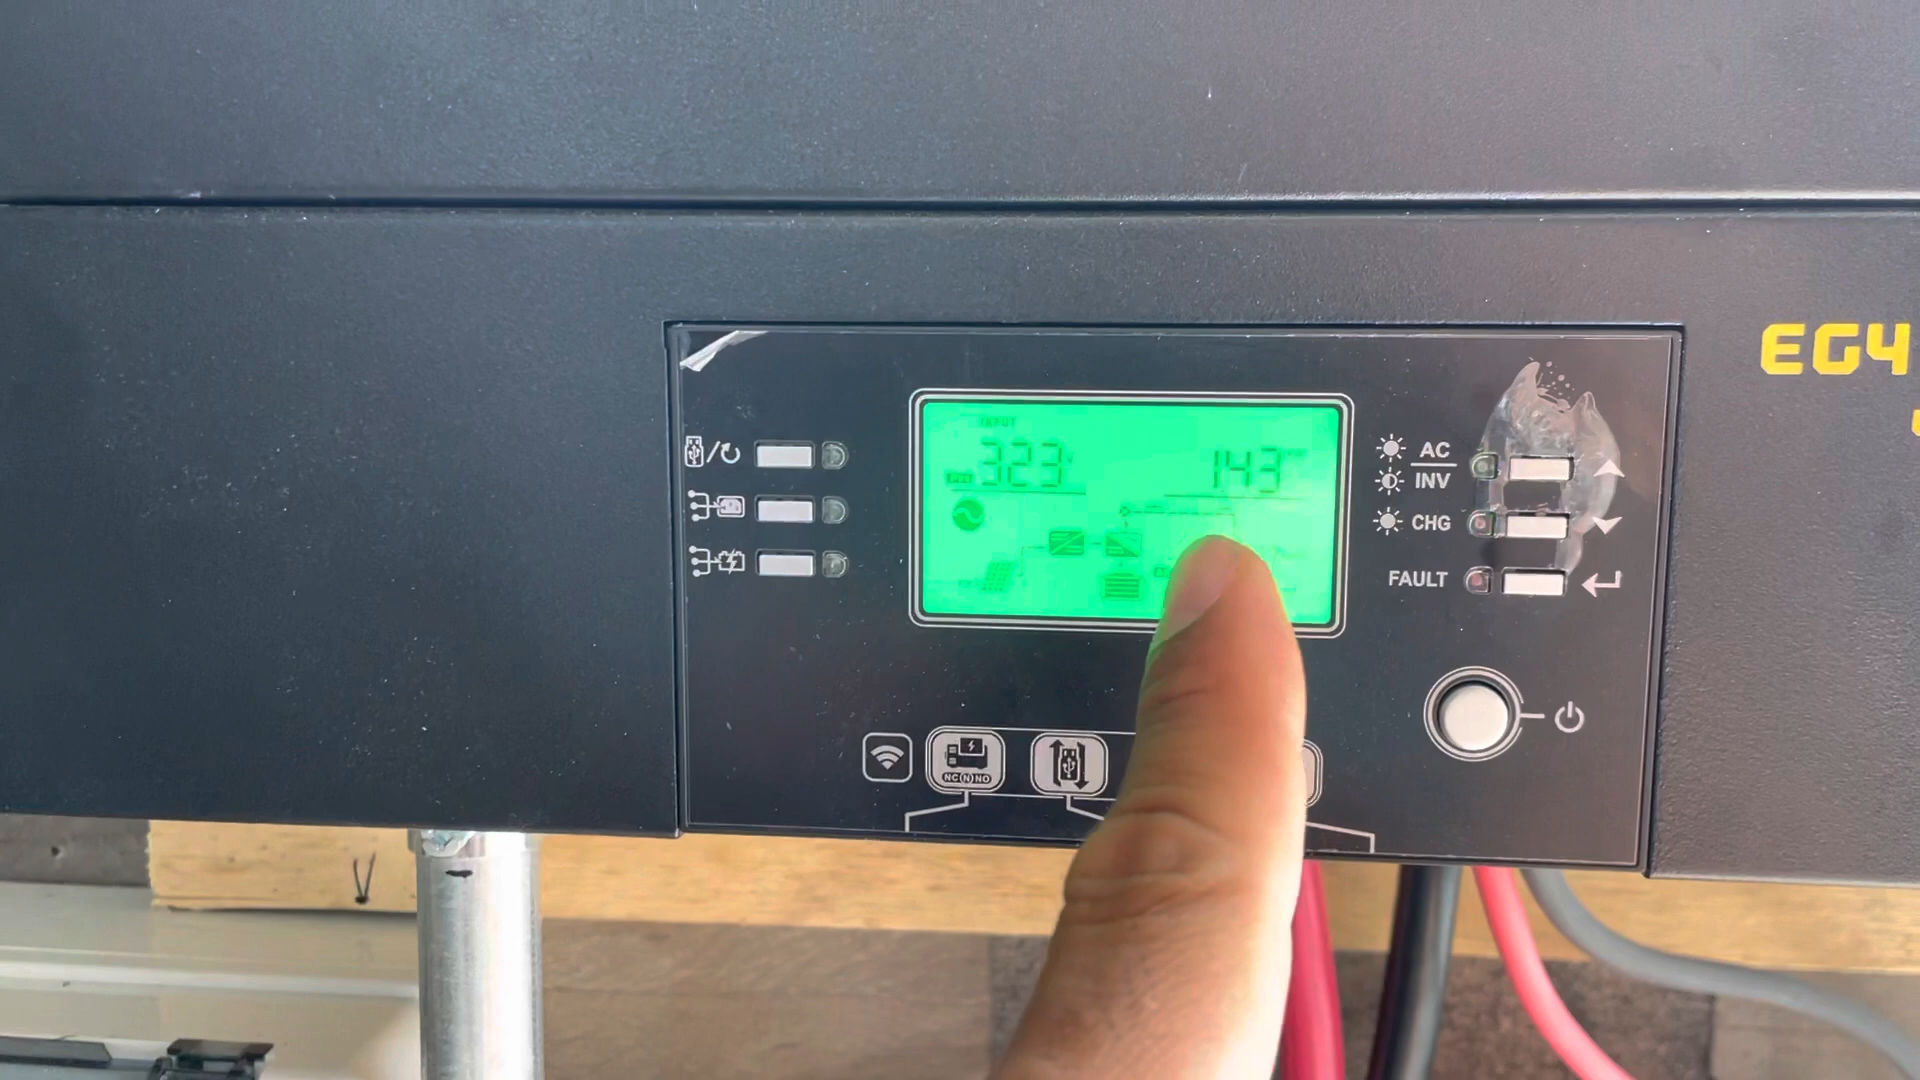 EG4
INPUT
323
V
143
AC
INV
CHG
FAULT
NC(N)NO